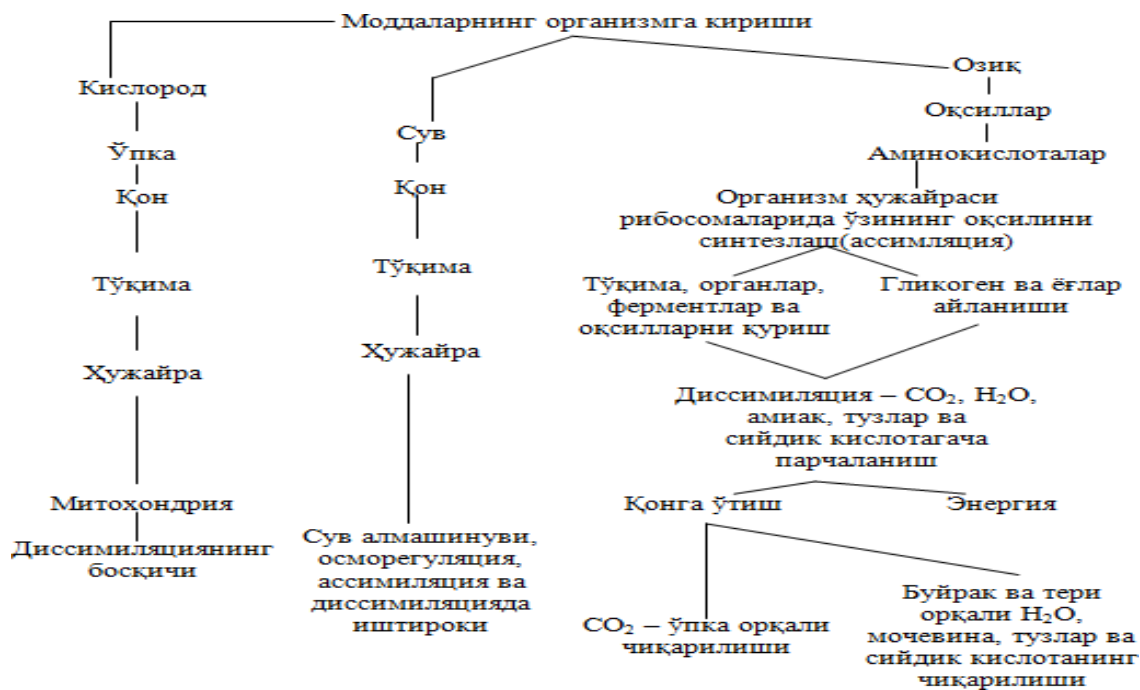 Моддаларнинг организмга кириши
Кислород
Ўпка
Қон
Тўқима
Ҳужайра
Митохондрия
Диссимиляциянинг
босқичи
Сув
Қон
Тўқима
Ҳужайра
Сув алмашинуви,
осморегуляция,
ассимиляция ва
диссимиляцияда
иштироки
Озиқ
Оқсиллар
Аминокислоталар
Организм ҳужайраси
рибосомаларида ўзининг оқсилини
синтезлаш(ассимляция)
Тўқима, органлар,
ферментлар ва
оқсилларни қуриш
Гликоген ва ёғлар
айланиши
Диссимиляция – CO₂, H₂O,
амиак, тузлар ва
сийдик кислотагача
парчаланиш
Қонга ўтиш
Энергия
CO₂ – ўпка орқали
чиқарилиши
Буйрак ва тери
орқали H₂O,
мочевина, тузлар ва
сийдик кислотанинг
чиқарилиши